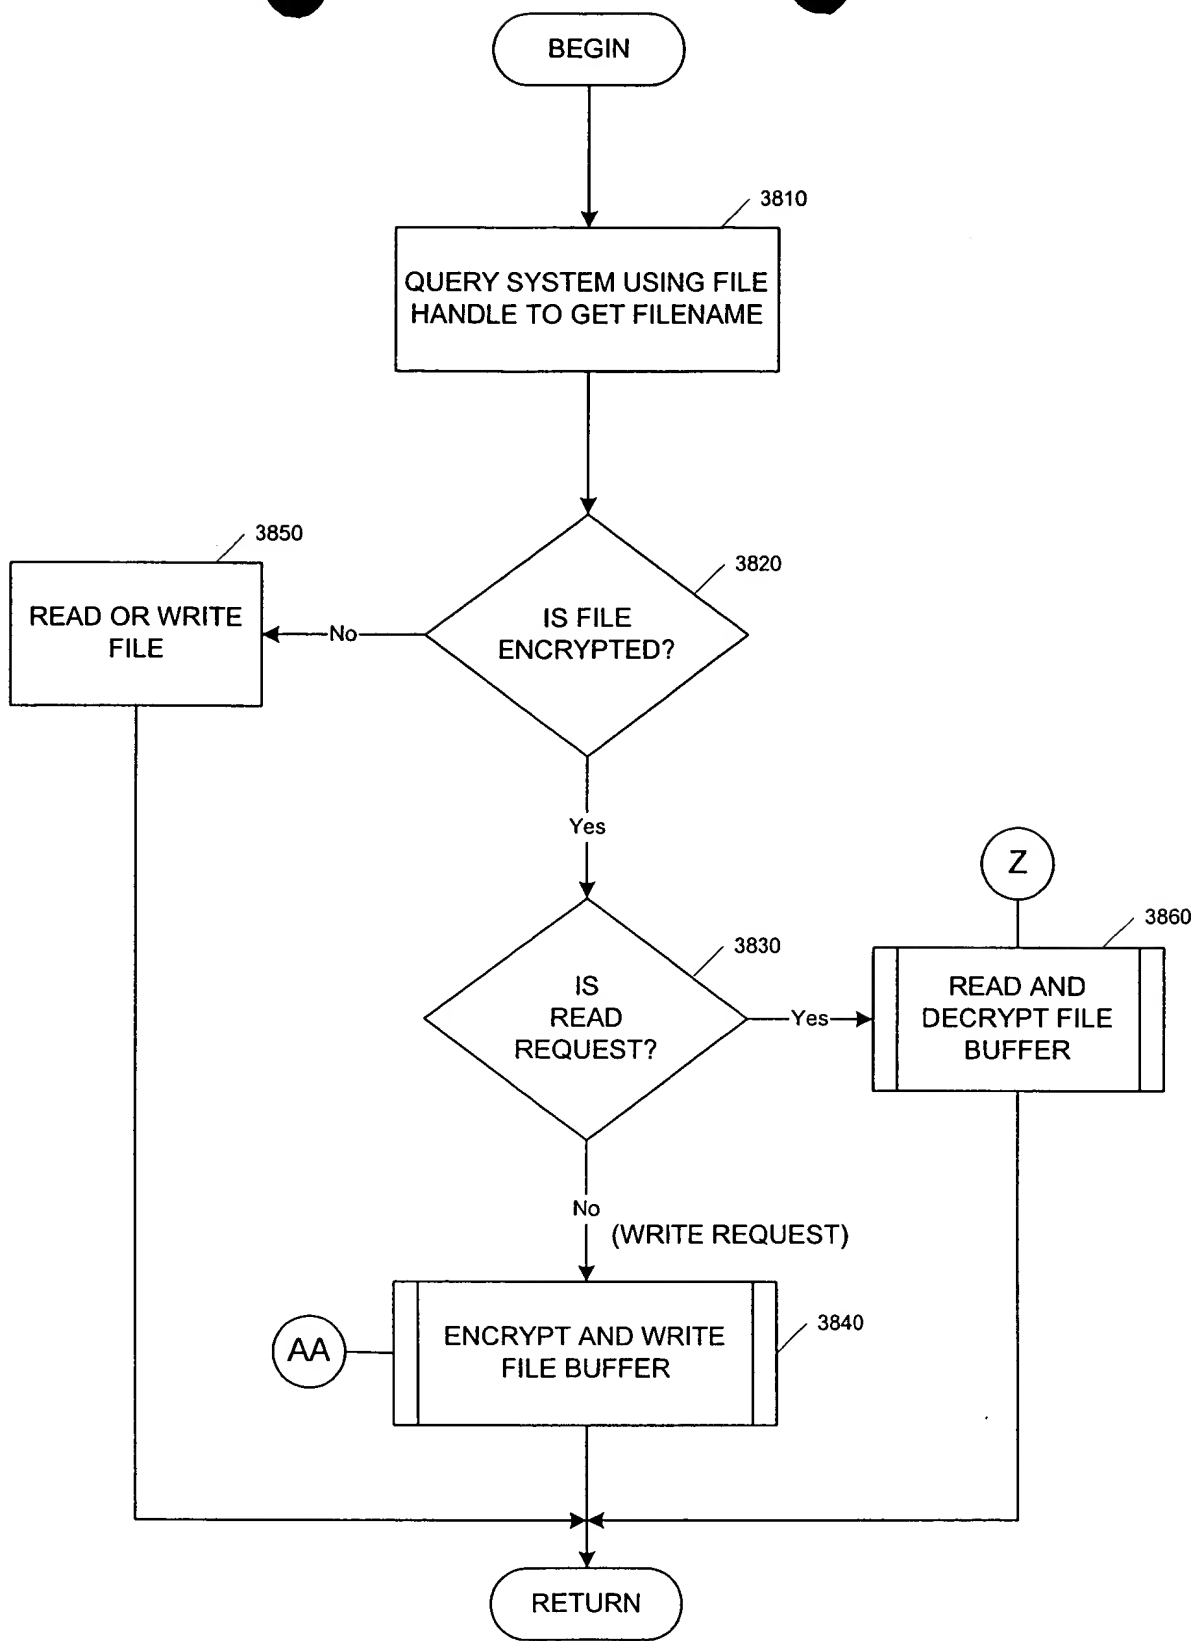 BEGIN
3810
QUERY SYSTEM USING FILE
HANDLE TO GET FILENAME
3850
READ OR WRITE
FILE
No
3820
IS FILE
ENCRYPTED?
Yes
Z
3860
READ AND
DECRYPT FILE
BUFFER
3830
IS
READ
REQUEST?
Yes
No
(WRITE REQUEST)
AA
ENCRYPT AND WRITE
FILE BUFFER
3840
RETURN